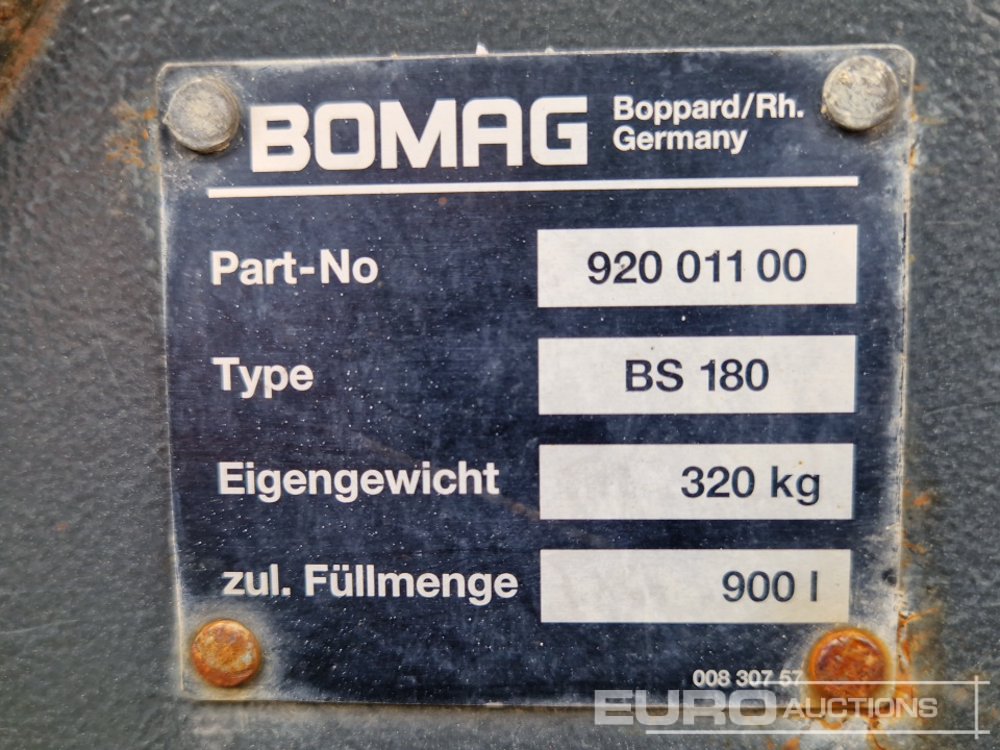 BOMAG Boppard/Rh.
Germany
Part-No 920 011 00
Type BS 180
Eigengewicht 320 kg
zul. Füllmenge 900 l
008 307 57
EURO AUCTIONS